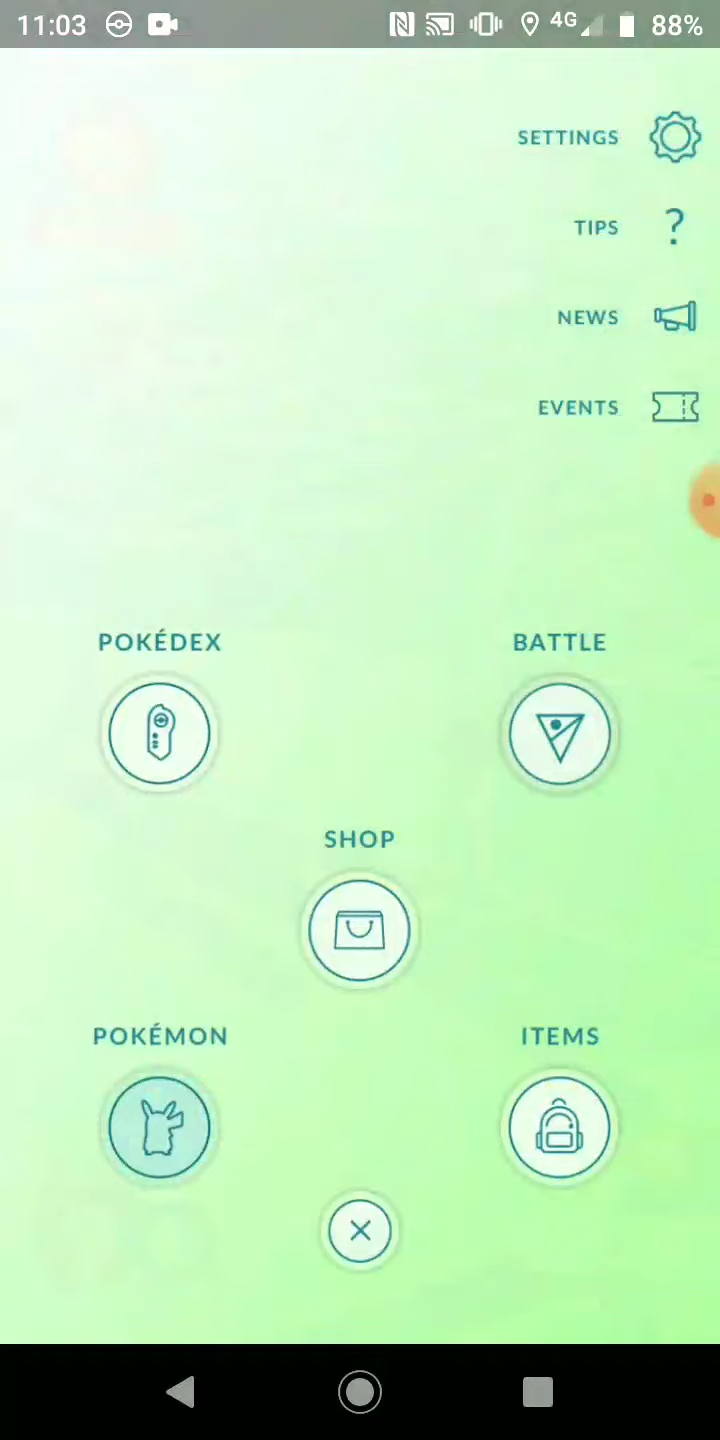 11:03 4G 88%
SETTINGS
TIPS ?
NEWS
EVENTS
POKÉDEX BATTLE
SHOP
POKÉMON ITEMS